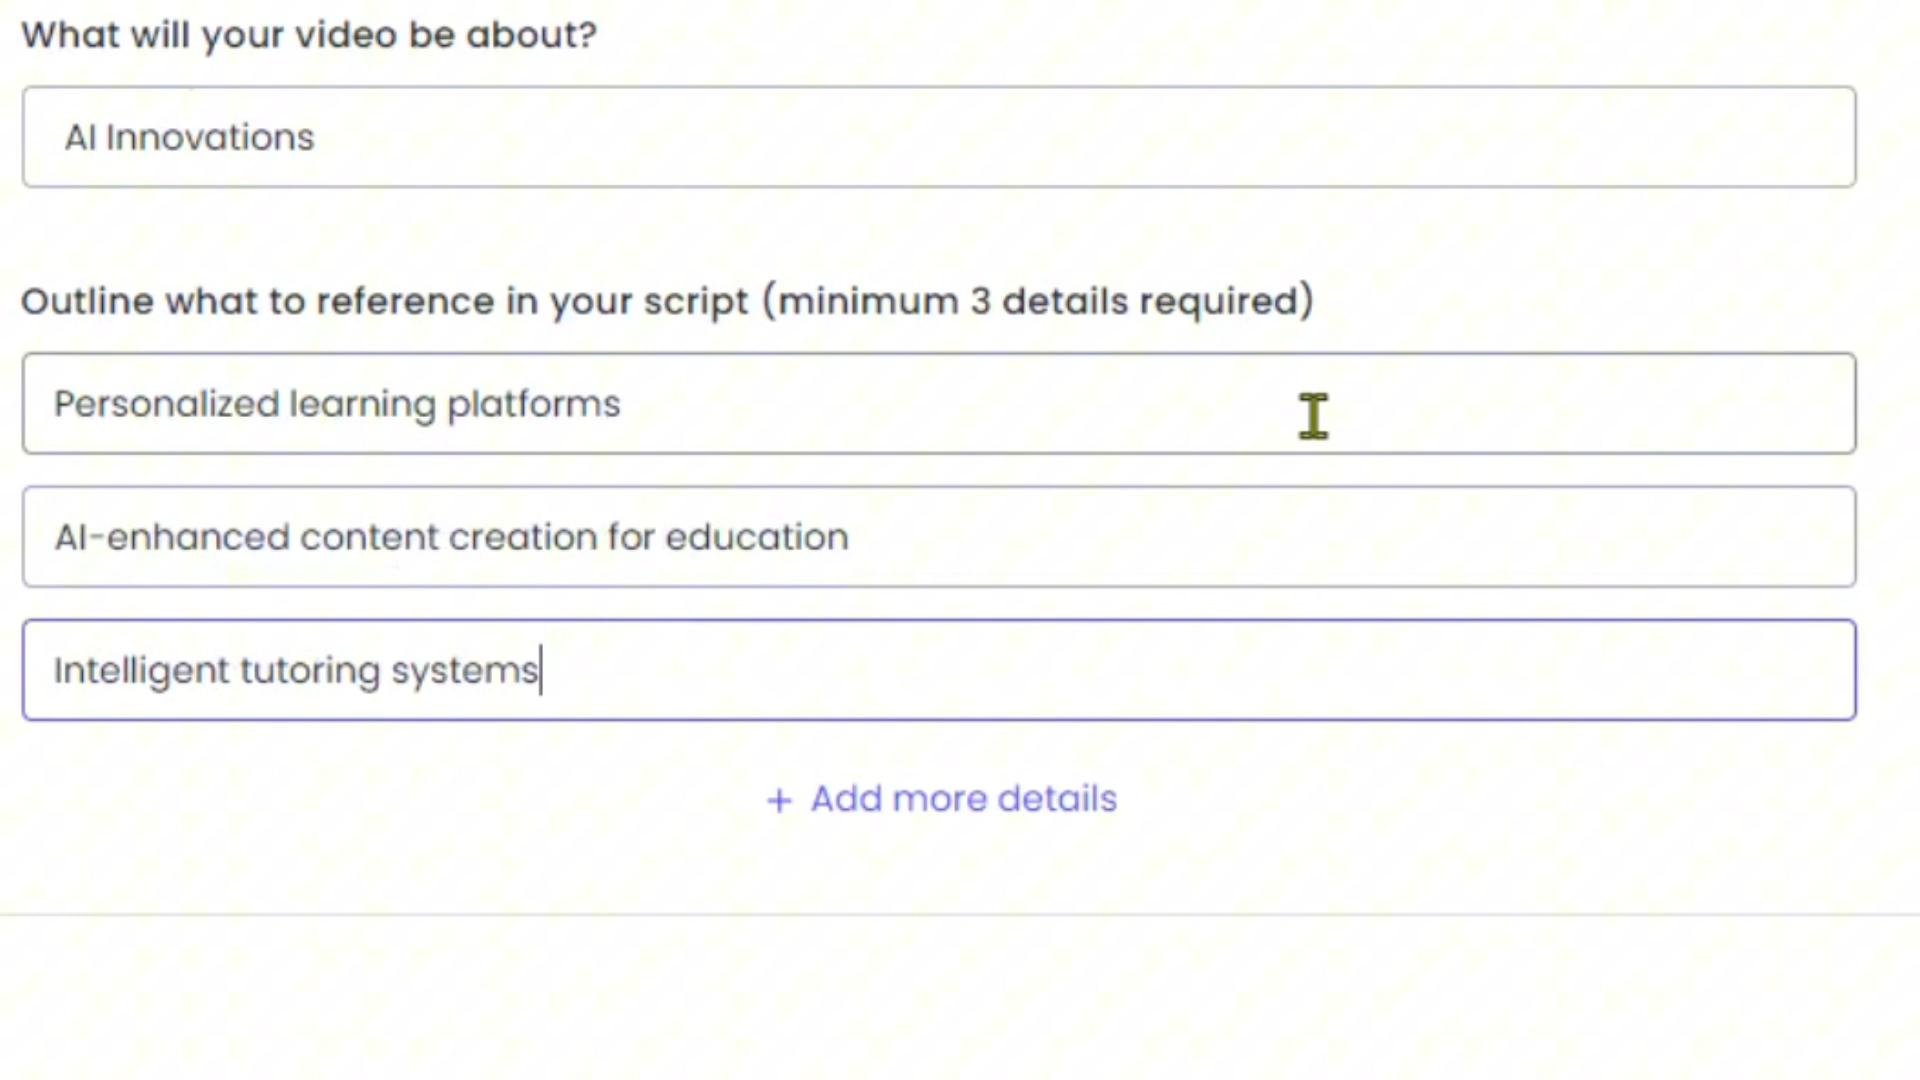 What will your video be about?
AI Innovations
Outline what to reference in your script (minimum 3 details required)
Personalized learning platforms
AI-enhanced content creation for education
Intelligent tutoring systems
+ Add more details